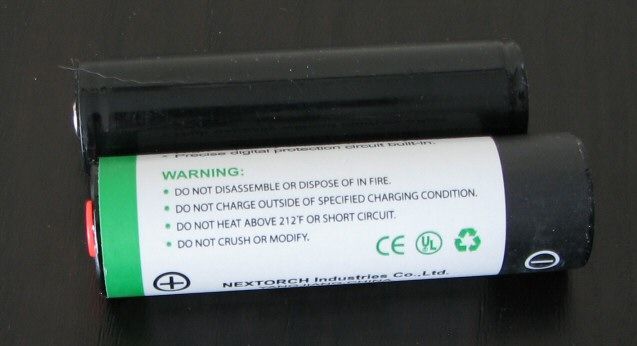 • Precise digital protection circuit built-in.
WARNING:
• DO NOT DISASSEMBLE OR DISPOSE OF IN FIRE.
• DO NOT CHARGE OUTSIDE OF SPECIFIED CHARGING CONDITION.
• DO NOT HEAT ABOVE 212°F OR SHORT CIRCUIT.
• DO NOT CRUSH OR MODIFY.
CE UL
+ −
NEXTORCH Industries Co.,Ltd.
YANGJIANG CHINA